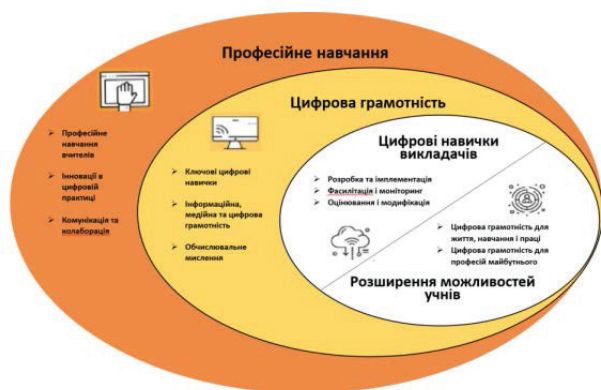 Професійне навчання
Професійне
навчання
вчителів
Інновації в
цифровій
практиці
Комунікація та
колаборація
Цифрова грамотність
Ключові цифрові
навички
Інформаційна,
медійна та цифрова
грамотність
Обчислювальне
мислення
Цифрові навички
викладачів
Розробка та імплементація
Фасилітація і моніторинг
Оцінювання і модифікація
Цифрова грамотність для
життя, навчання і праці
Цифрова грамотність для
професій майбутнього
Розширення можливостей
учнів